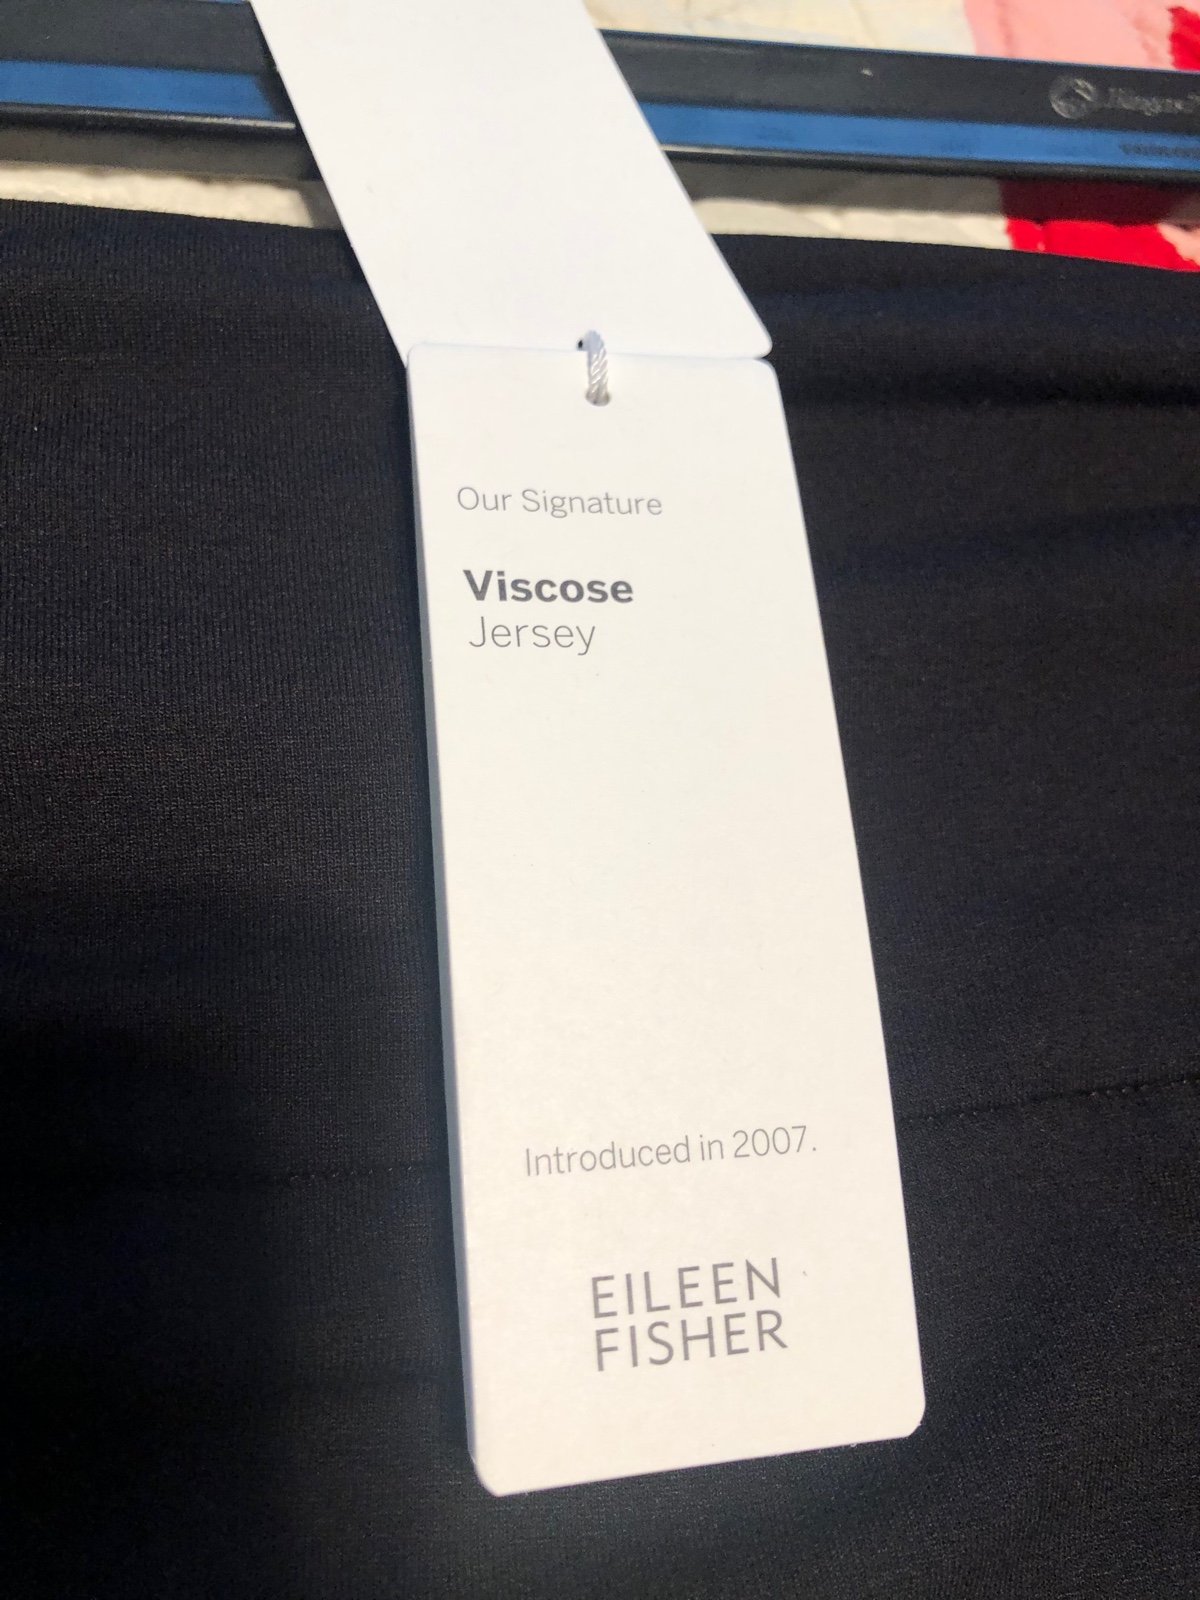 Our Signature
Viscose
Jersey
Introduced in 2007.
EILEEN
FISHER